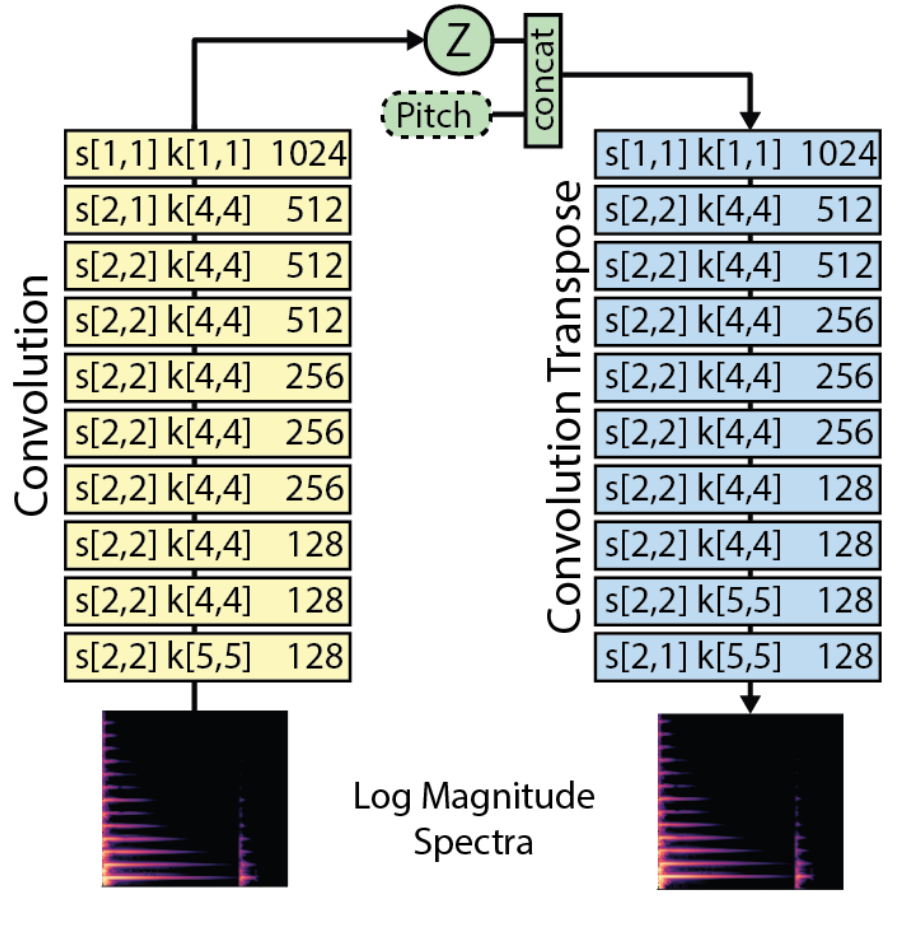 Z
Pitch
concat
Convolution
s[1,1] k[1,1] 1024
s[2,1] k[4,4] 512
s[2,2] k[4,4] 512
s[2,2] k[4,4] 512
s[2,2] k[4,4] 256
s[2,2] k[4,4] 256
s[2,2] k[4,4] 256
s[2,2] k[4,4] 128
s[2,2] k[4,4] 128
s[2,2] k[5,5] 128
Convolution Transpose
s[1,1] k[1,1] 1024
s[2,2] k[4,4] 512
s[2,2] k[4,4] 512
s[2,2] k[4,4] 256
s[2,2] k[4,4] 256
s[2,2] k[4,4] 256
s[2,2] k[4,4] 128
s[2,2] k[4,4] 128
s[2,2] k[5,5] 128
s[2,1] k[5,5] 128
Log Magnitude
Spectra